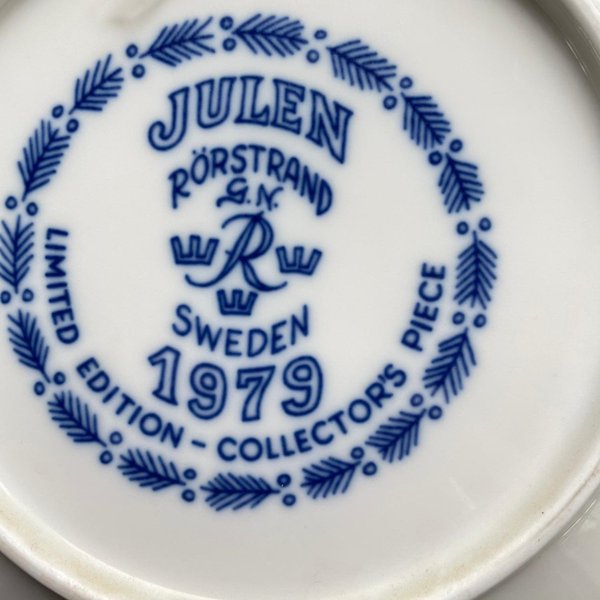 JULEN
RÖRSTRAND
G.N.
R
SWEDEN
1979
LIMITED EDITION – COLLECTOR'S PIECE